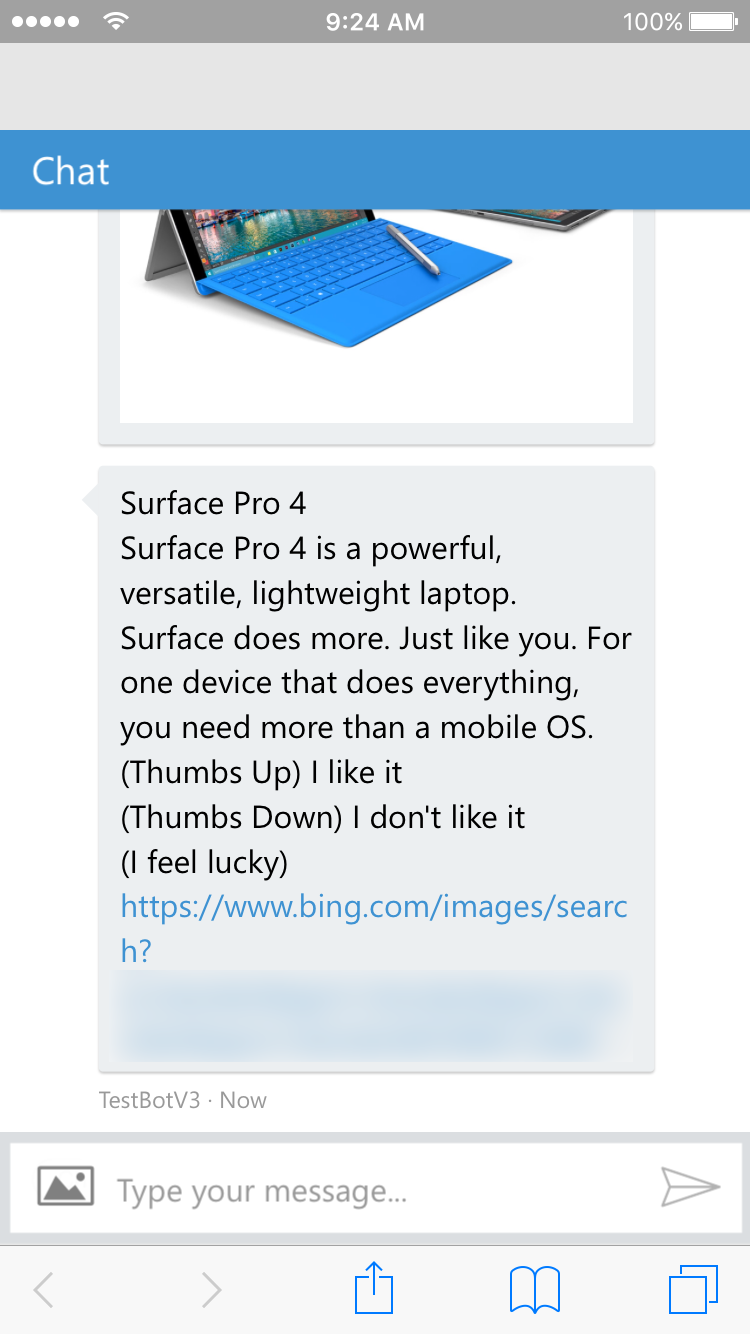 9:24 AM
100%
Chat
Surface Pro 4
Surface Pro 4 is a powerful,
versatile, lightweight laptop.
Surface does more. Just like you. For
one device that does everything,
you need more than a mobile OS.
(Thumbs Up) I like it
(Thumbs Down) I don't like it
(I feel lucky)
https://www.bing.com/images/searc
h?
TestBotV3 · Now
Type your message...